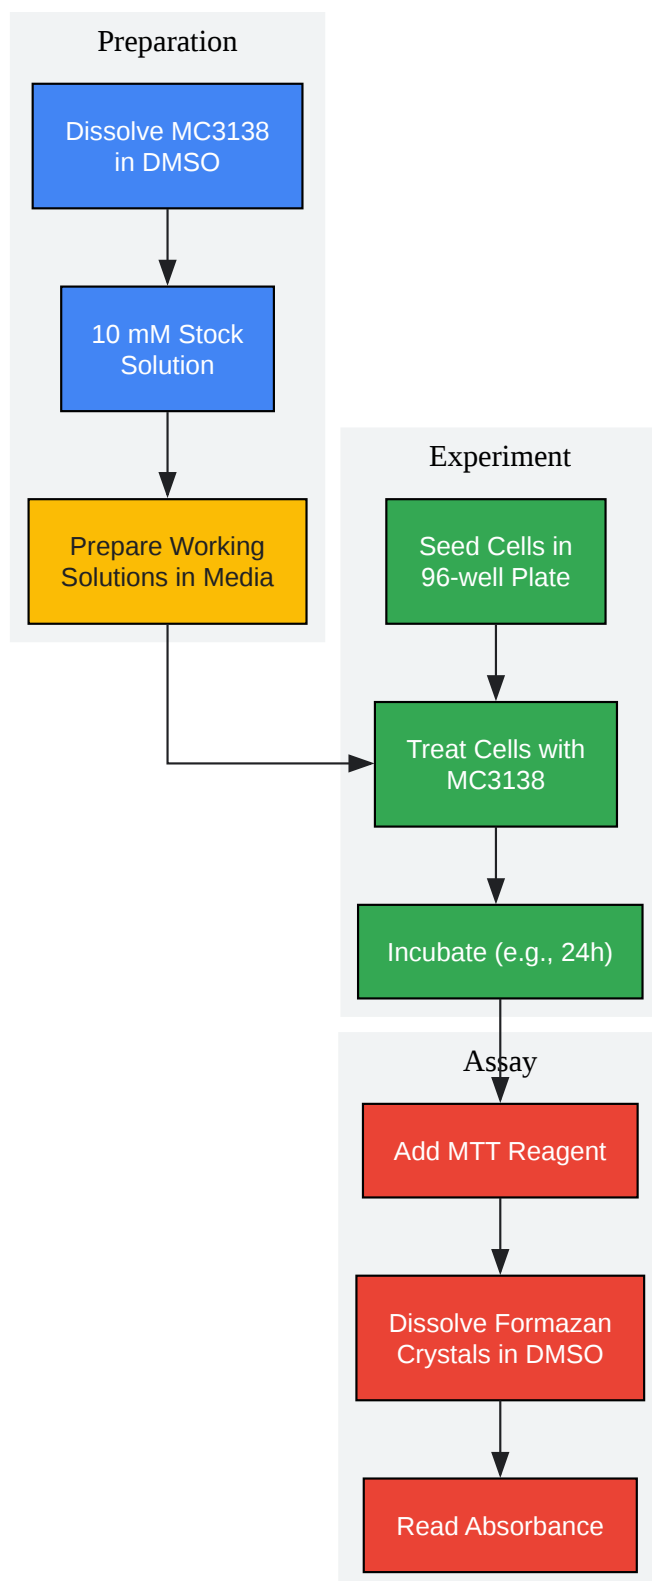 Preparation
Dissolve MC3138
in DMSO
10 mM Stock
Solution
Prepare Working
Solutions in Media
Experiment
Seed Cells in
96-well Plate
Treat Cells with
MC3138
Incubate (e.g., 24h)
Assay
Add MTT Reagent
Dissolve Formazan
Crystals in DMSO
Read Absorbance